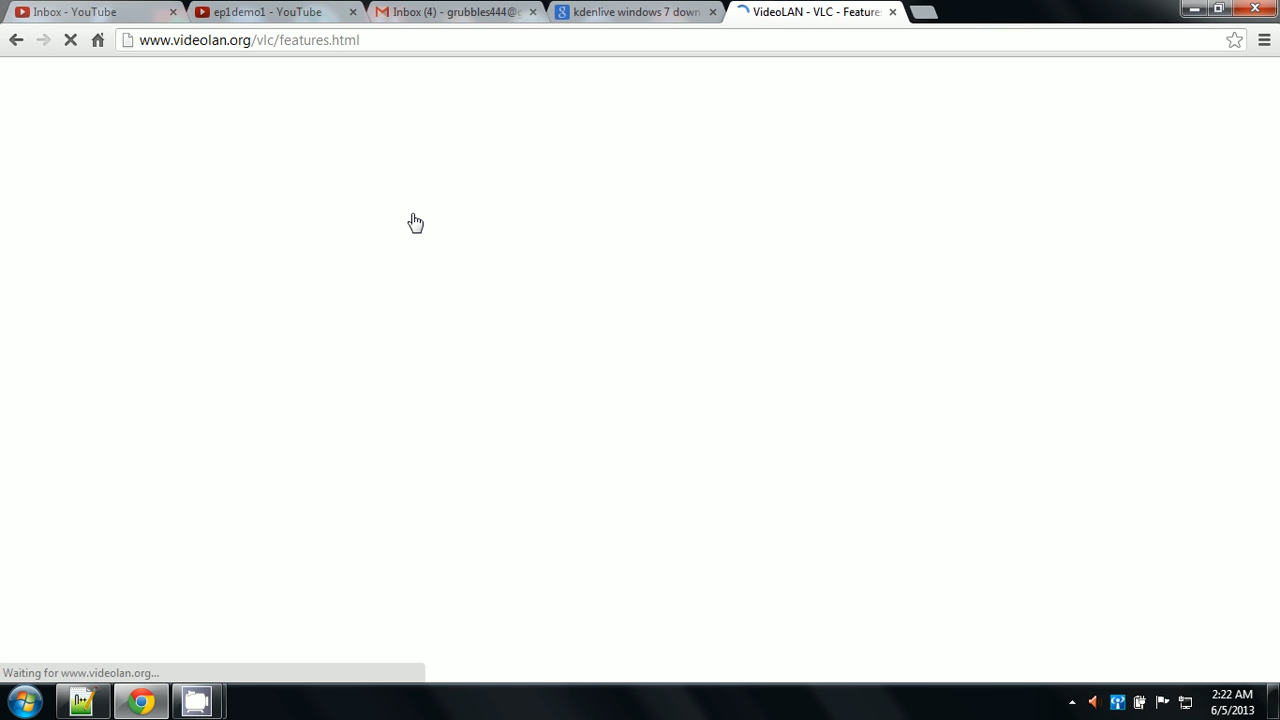 Inbox - YouTube
ep1demo1 - YouTube
Inbox (4) - grubbles444@g
kdenlive windows 7 down
VideoLAN - VLC - Feature
www.videolan.org/vlc/features.html
Waiting for www.videolan.org...
2:22 AM
6/5/2013